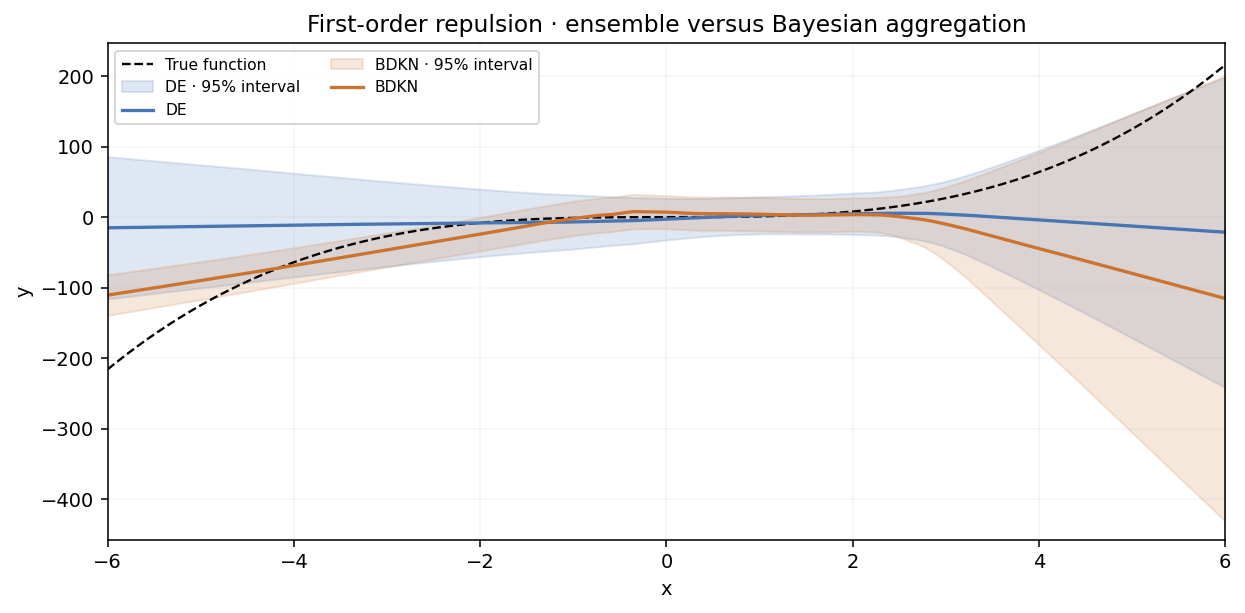 First-order repulsion · ensemble versus Bayesian aggregation
True function
DE · 95% interval
DE
BDKN · 95% interval
BDKN
y
200
100
0
−100
−200
−300
−400
−6
−4
−2
0
2
4
6
x